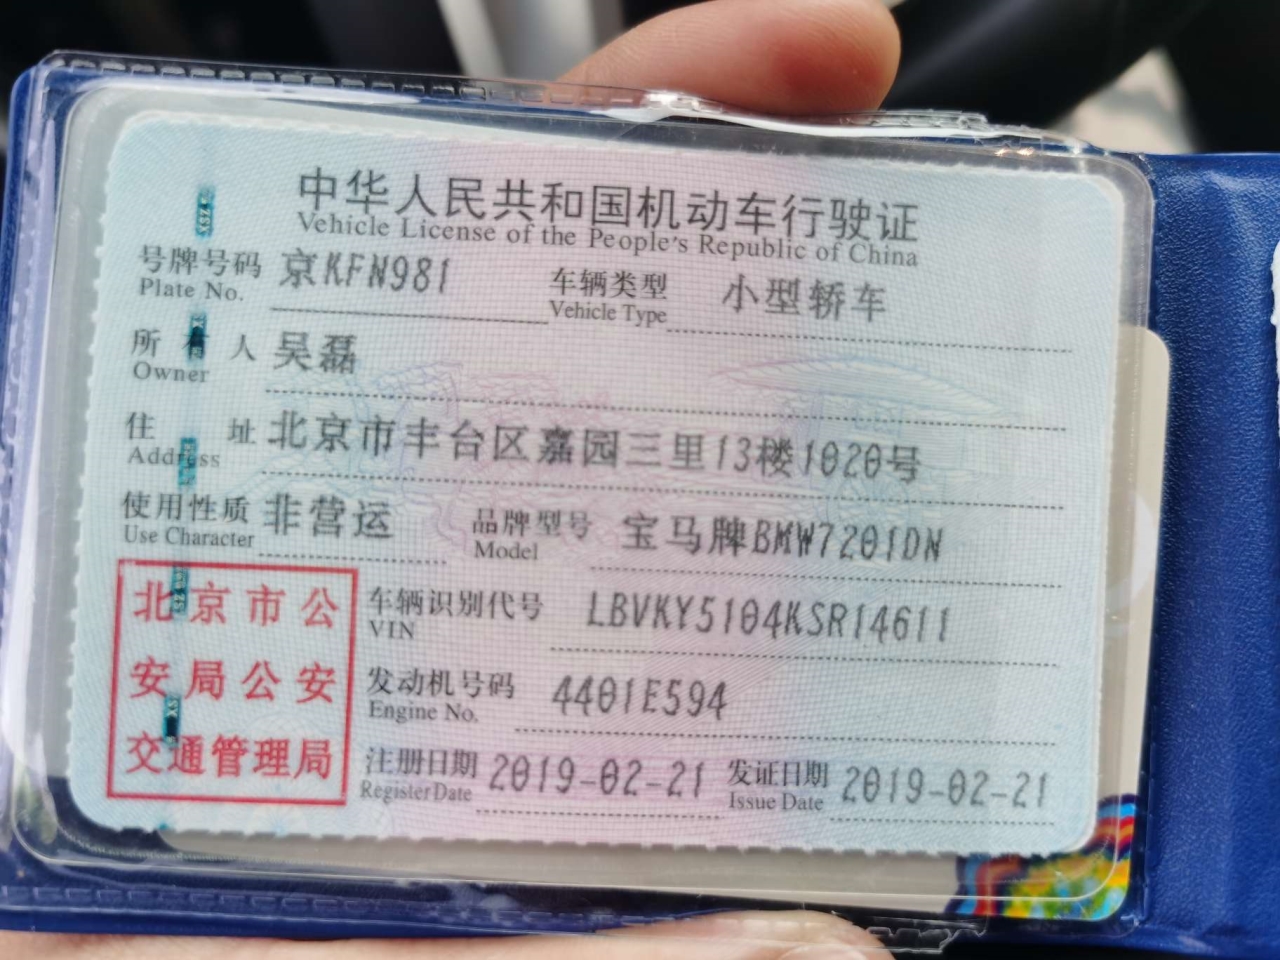 中华人民共和国机动车行驶证
Vehicle License of the People's Republic of China
号牌号码 京KFN981 车辆类型 小型轿车
Plate No. Vehicle Type
所有人 吴磊
Owner
住址 北京市丰台区嘉园三里13楼1020号
Address
使用性质 非营运 品牌型号 宝马牌BMW7201DN
Use Character Model
车辆识别代号 LBVKY5104KSR14611
VIN
发动机号码 4401E594
Engine No.
注册日期 2019-02-21 发证日期 2019-02-21
Register Date Issue Date
北京市公
安局公安
交通管理局